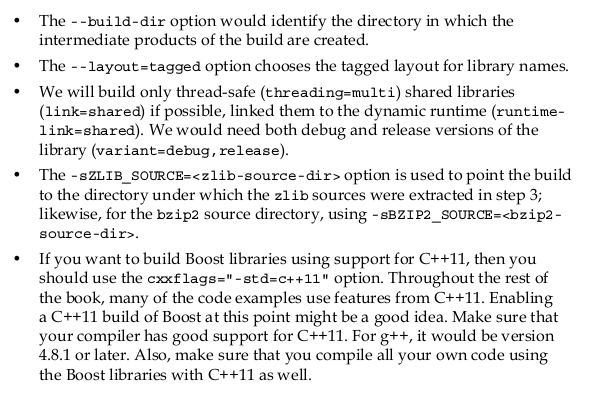 • The --build-dir option would identify the directory in which the
intermediate products of the build are created.
• The --layout=tagged option chooses the tagged layout for library names.
• We will build only thread-safe (threading=multi) shared libraries
(link=shared) if possible, linked them to the dynamic runtime (runtime-
link=shared). We would need both debug and release versions of the
library (variant=debug,release).
• The -sZLIB_SOURCE=<zlib-source-dir> option is used to point the build
to the directory under which the zlib sources were extracted in step 3;
likewise, for the bzip2 source directory, using -sBZIP2_SOURCE=<bzip2-
source-dir>.
• If you want to build Boost libraries using support for C++11, then you
should use the cxxflags="-std=c++11" option. Throughout the rest of
the book, many of the code examples use features from C++11. Enabling
a C++11 build of Boost at this point might be a good idea. Make sure that
your compiler has good support for C++11. For g++, it would be version
4.8.1 or later. Also, make sure that you compile all your own code using
the Boost libraries with C++11 as well.